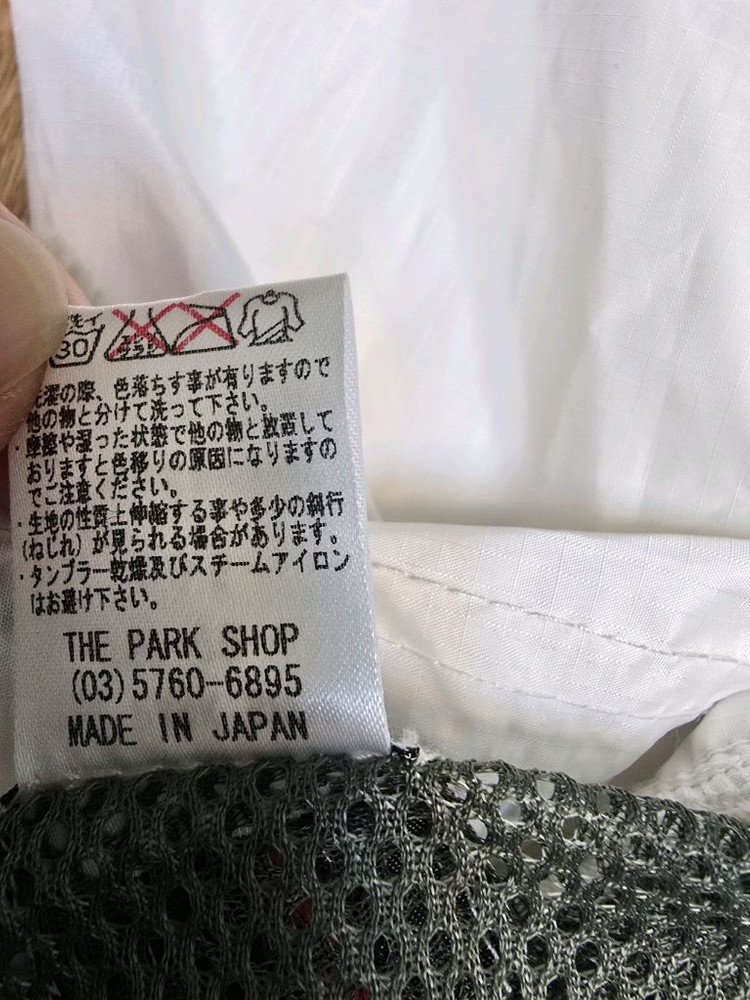 30
エンソ
サラシ
洗濯の際、色落ちす事が有りますので
他の物と分けて洗って下さい。
・摩擦や湿った状態で他の物と放置して
おりますと色移りの原因になりますの
でご注意ください。
・生地の性質上伸縮する事や多少の斜行
(ねじれ)が見られる場合があります。
・タンブラー乾燥及びスチームアイロン
はお避け下さい。
THE PARK SHOP
(03)5760-6895
MADE IN JAPAN